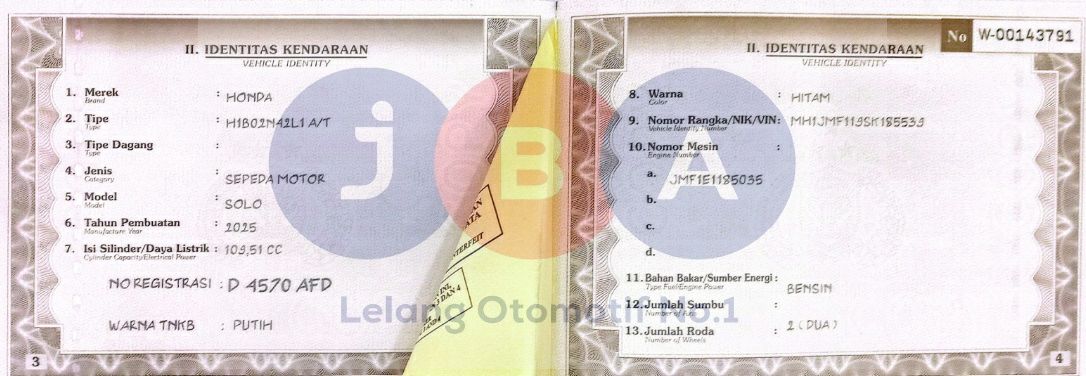 II. IDENTITAS KENDARAAN
VEHICLE IDENTITY
1. Merek : HONDA
Brand
2. Tipe : H1B02N42L1 A/T
Type
3. Tipe Dagang :
Type
4. Jenis : SEPEDA MOTOR
Category
5. Model : SOLO
Model
6. Tahun Pembuatan : 2025
Manufacture Year
7. Isi Silinder/Daya Listrik : 109,51 CC
Cylinder Capacity/Electrical Power
NO REGISTRASI : D 4570 AFD
WARNA TNKB : PUTIH
3
No W-00143791
II. IDENTITAS KENDARAAN
VEHICLE IDENTITY
8. Warna : HITAM
Color
9. Nomor Rangka/NIK/VIN: MH1JMF119SK185539
Vehicle Identity Number
10. Nomor Mesin :
Engine Number
a. JMF1E1185035
b.
c.
d.
11. Bahan Bakar/Sumber Energi :
Type Fuel/Engine Power
BENSIN
12. Jumlah Sumbu :
Number of Axis
13. Jumlah Roda : 2 (DUA)
Number of Wheels
4
jBA
Lelang Otomotif No.1